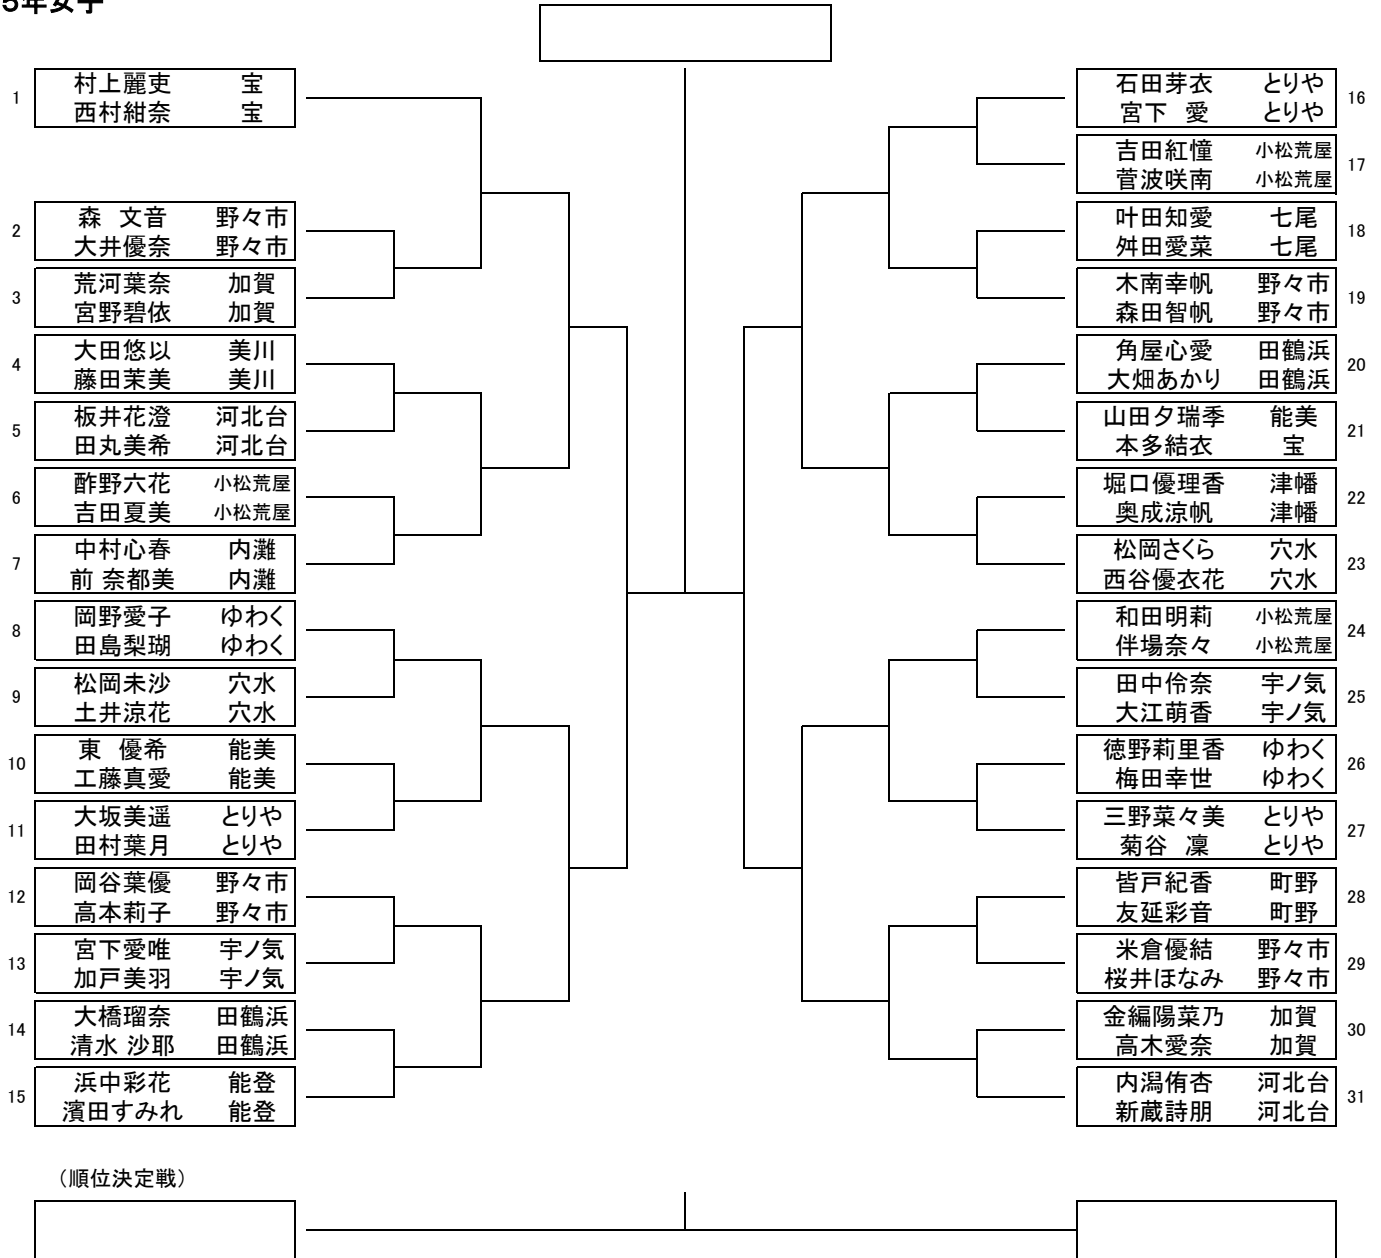 5年女子
1 村上麗吏 宝
西村紺奈 宝
2 森 文音 野々市
大井優奈 野々市
3 荒河葉奈 加賀
宮野碧依 加賀
4 大田悠以 美川
藤田茉美 美川
5 板井花澄 河北台
田丸美希 河北台
6 酢野六花 小松荒屋
吉田夏美 小松荒屋
7 中村心春 内灘
前 奈都美 内灘
8 岡野愛子 ゆわく
田島梨瑚 ゆわく
9 松岡未沙 穴水
土井涼花 穴水
10 東 優希 能美
工藤真愛 能美
11 大坂美遥 とりや
田村葉月 とりや
12 岡谷葉優 野々市
高本莉子 野々市
13 宮下愛唯 宇ノ気
加戸美羽 宇ノ気
14 大橋瑠奈 田鶴浜
清水 沙耶 田鶴浜
15 浜中彩花 能登
濱田すみれ 能登
石田芽衣 とりや 16
宮下 愛 とりや
吉田紅憧 小松荒屋 17
菅波咲南 小松荒屋
叶田知愛 七尾 18
舛田愛菜 七尾
木南幸帆 野々市 19
森田智帆 野々市
角屋心愛 田鶴浜 20
大畑あかり 田鶴浜
山田夕瑞季 能美 21
本多結衣 宝
堀口優理香 津幡 22
奥成涼帆 津幡
松岡さくら 穴水 23
西谷優衣花 穴水
和田明莉 小松荒屋 24
伴場奈々 小松荒屋
田中伶奈 宇ノ気 25
大江萌香 宇ノ気
徳野莉里香 ゆわく 26
梅田幸世 ゆわく
三野菜々美 とりや 27
菊谷 凜 とりや
皆戸紀香 町野 28
友延彩音 町野
米倉優結 野々市 29
桜井ほなみ 野々市
金編陽菜乃 加賀 30
高木愛奈 加賀
内潟侑杏 河北台 31
新蔵詩朋 河北台
（順位決定戦）